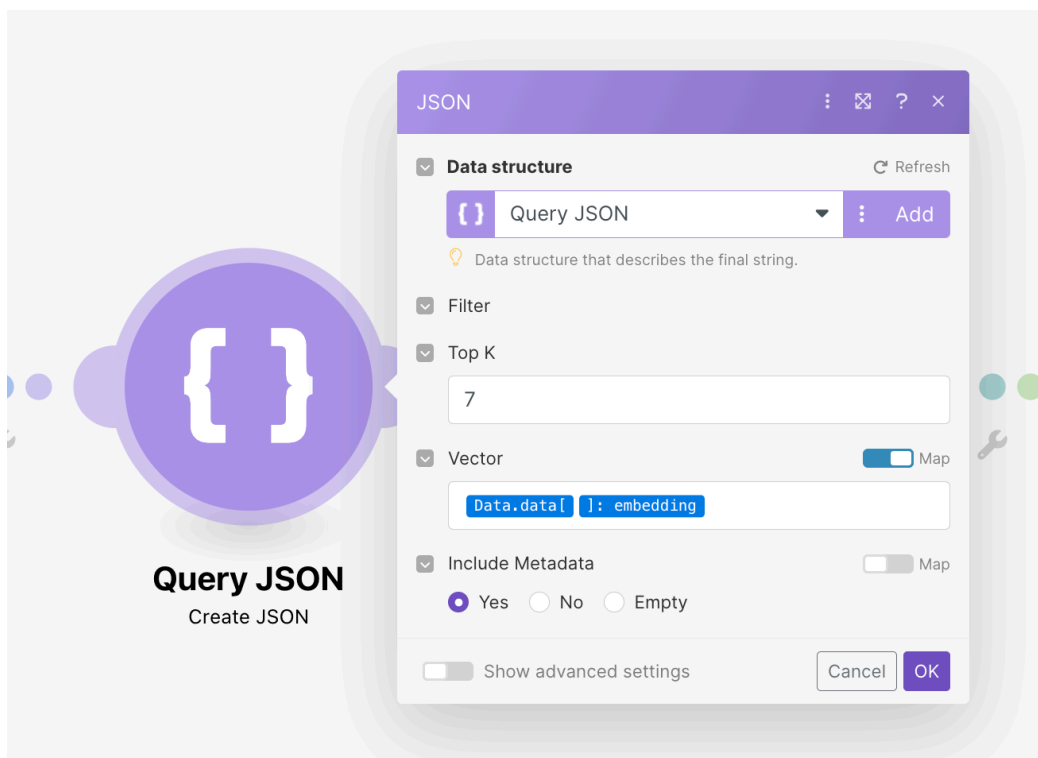 JSON
Data structure
Refresh
{ } Query JSON
Add
Data structure that describes the final string.
Filter
Top K
7
Vector
Map
Data.data[ ]: embedding
Include Metadata
Map
Yes No Empty
Show advanced settings
Cancel OK
{ }
Query JSON
Create JSON